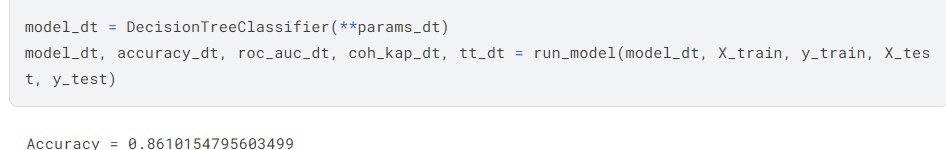 model_dt = DecisionTreeClassifier(**params_dt)
model_dt, accuracy_dt, roc_auc_dt, coh_kap_dt, tt_dt = run_model(model_dt, X_train, y_train, X_tes
t, y_test)
Accuracy = 0.8610154795603499